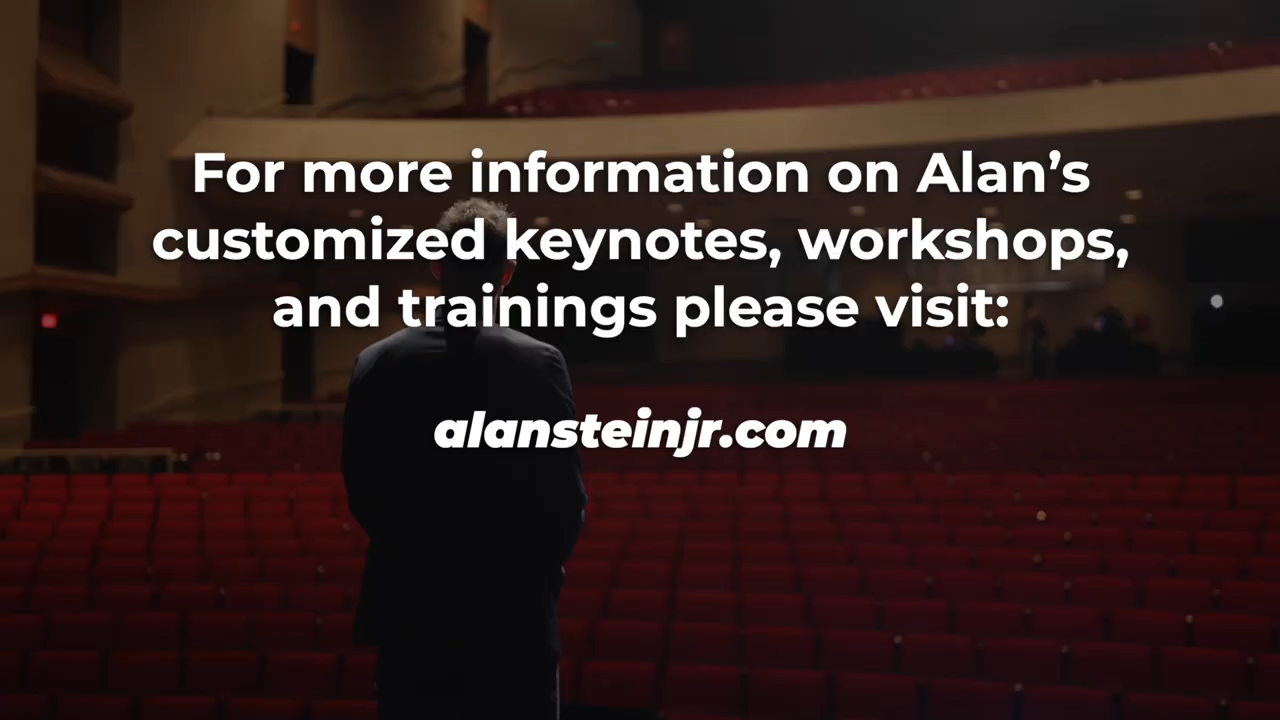 For more information on Alan’s
customized keynotes, workshops,
and trainings please visit:
alansteinjr.com